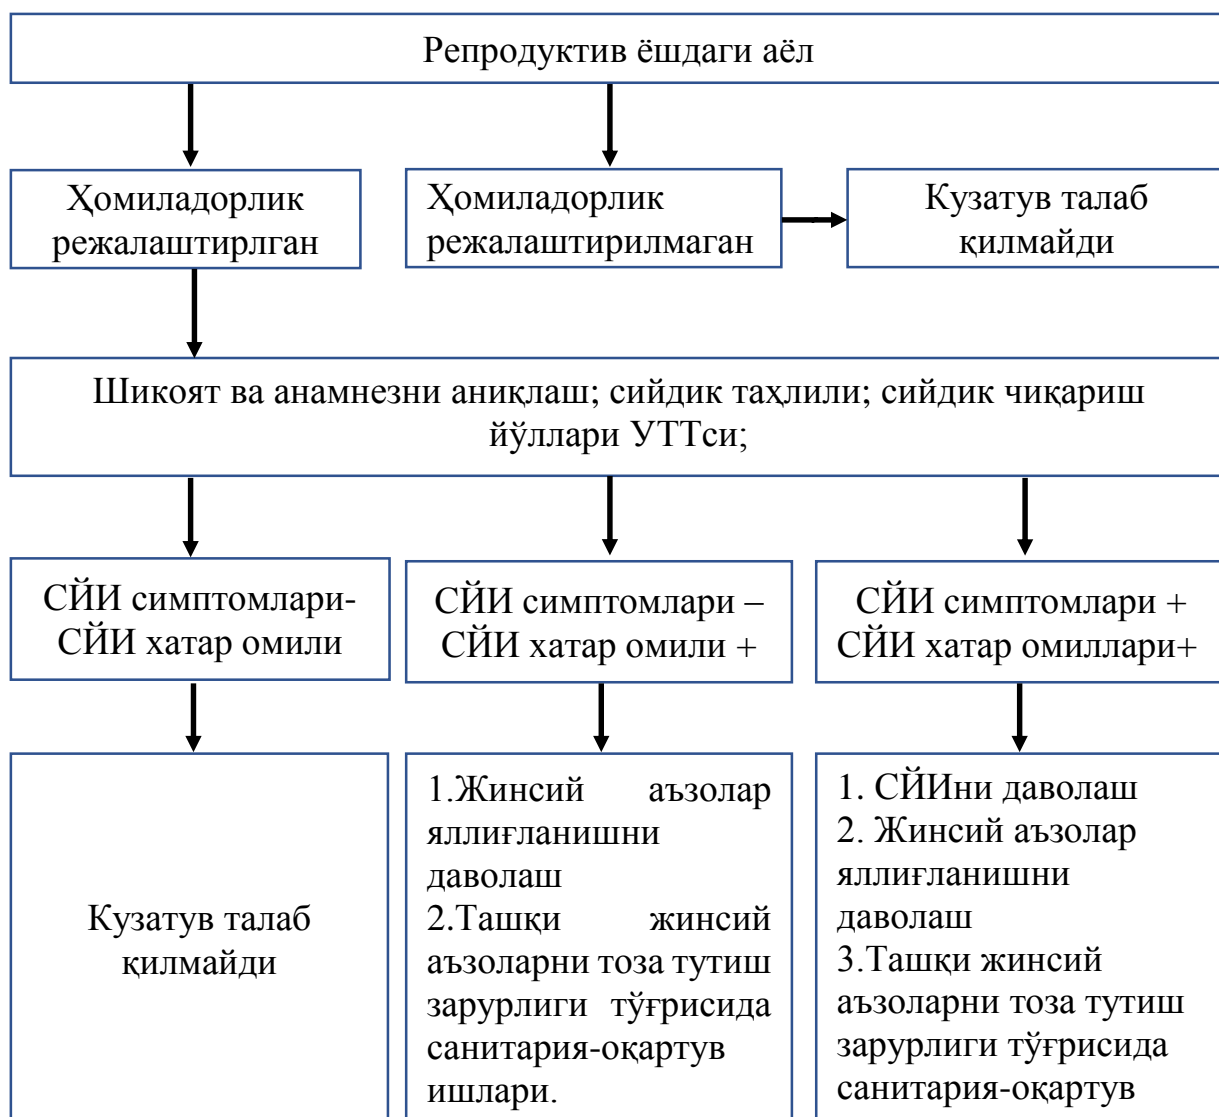 Репродуктив ёшдаги аёл
Ҳомиладорлик
режалаштирлган
Ҳомиладорлик
режалаштирилмаган
Кузатув талаб
қилмайди
Шикоят ва анамнезни аниқлаш; сийдик таҳлили; сийдик чиқариш
йўллари УТТси;
СЙИ симптомлари-
СЙИ хатар омили
СЙИ симптомлари –
СЙИ хатар омили +
СЙИ симптомлари +
СЙИ хатар омиллари+
Кузатув талаб
қилмайди
1.Жинсий аъзолар
яллиғланишни
даволаш
2.Ташқи жинсий
аъзоларни тоза тутиш
зарурлиги тўғрисида
санитария-оқартув
ишлари.
1. СЙИни даволаш
2. Жинсий аъзолар
яллиғланишни
даволаш
3.Ташқи жинсий
аъзоларни тоза тутиш
зарурлиги тўғрисида
санитария-оқартув